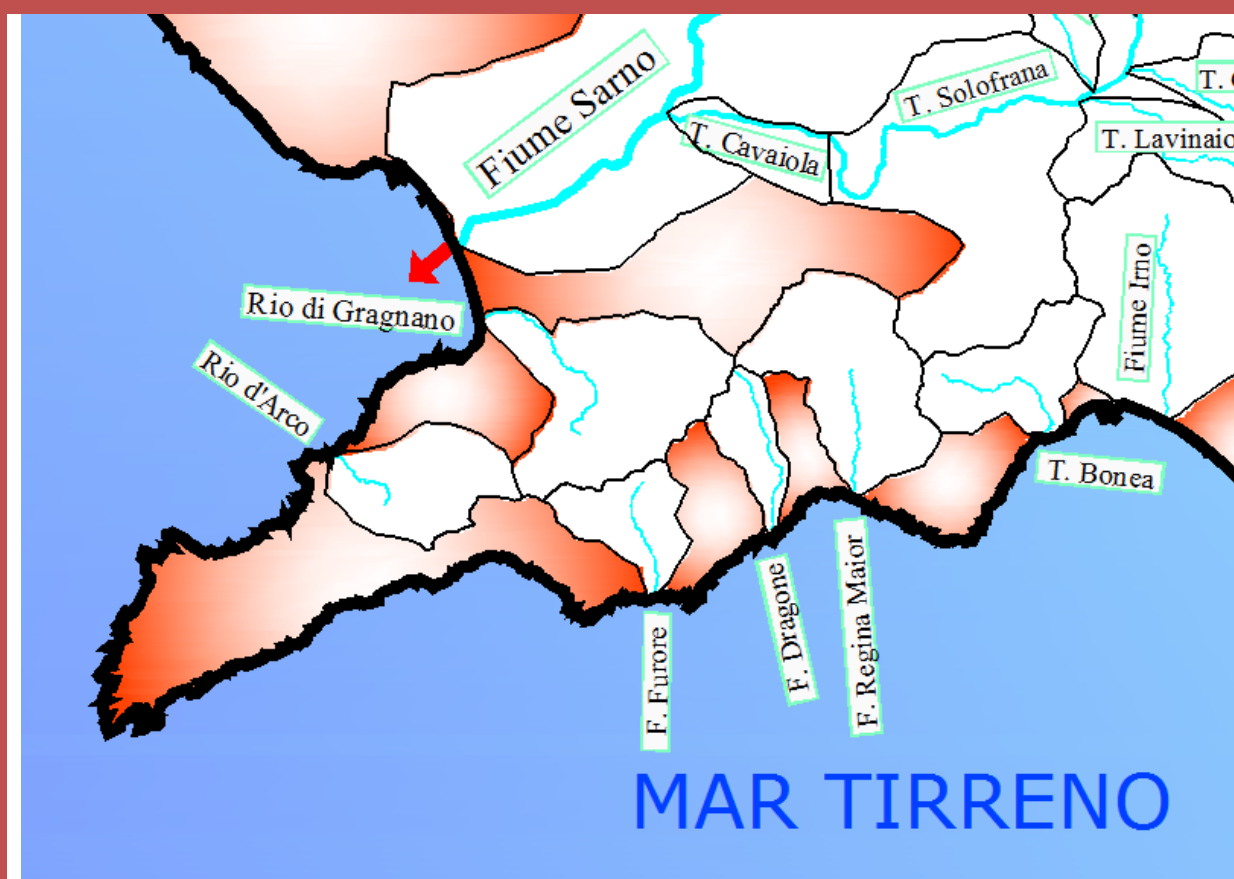 Fiume Sarno
T. Solofrana
T. Cavaiola
T. Lavinaio
Fiume Irno
Rio di Gragnano
Rio d'Arco
T. Bonea
F. Furore
F. Dragone
F. Regina Maior
MAR TIRRENO